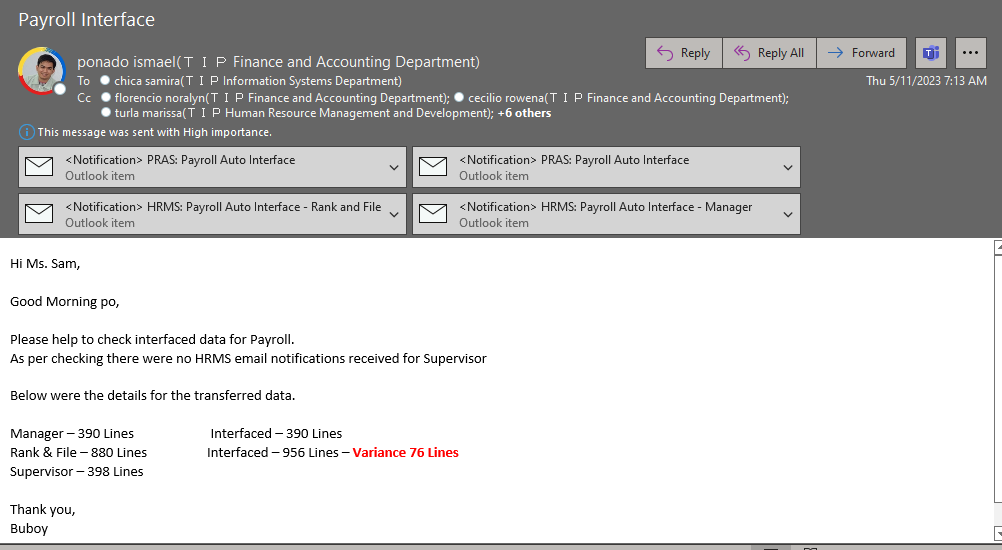 Payroll Interface
ponado ismael(ＴＩＰ Finance and Accounting Department)
Reply
Reply All
Forward
To chica samira(ＴＩＰ Information Systems Department)
Thu 5/11/2023 7:13 AM
Cc florencio noralyn(ＴＩＰ Finance and Accounting Department); cecilio rowena(ＴＩＰ Finance and Accounting Department);
turla marissa(ＴＩＰ Human Resource Management and Development); +6 others
This message was sent with High importance.
<Notification> PRAS: Payroll Auto Interface
Outlook item
<Notification> PRAS: Payroll Auto Interface
Outlook item
<Notification> HRMS: Payroll Auto Interface - Rank and File
Outlook item
<Notification> HRMS: Payroll Auto Interface - Manager
Outlook item
Hi Ms. Sam,
Good Morning po,
Please help to check interfaced data for Payroll.
As per checking there were no HRMS email notifications received for Supervisor
Below were the details for the transferred data.
Manager – 390 Lines Interfaced – 390 Lines
Rank & File – 880 Lines Interfaced – 956 Lines – Variance 76 Lines
Supervisor – 398 Lines
Thank you,
Buboy